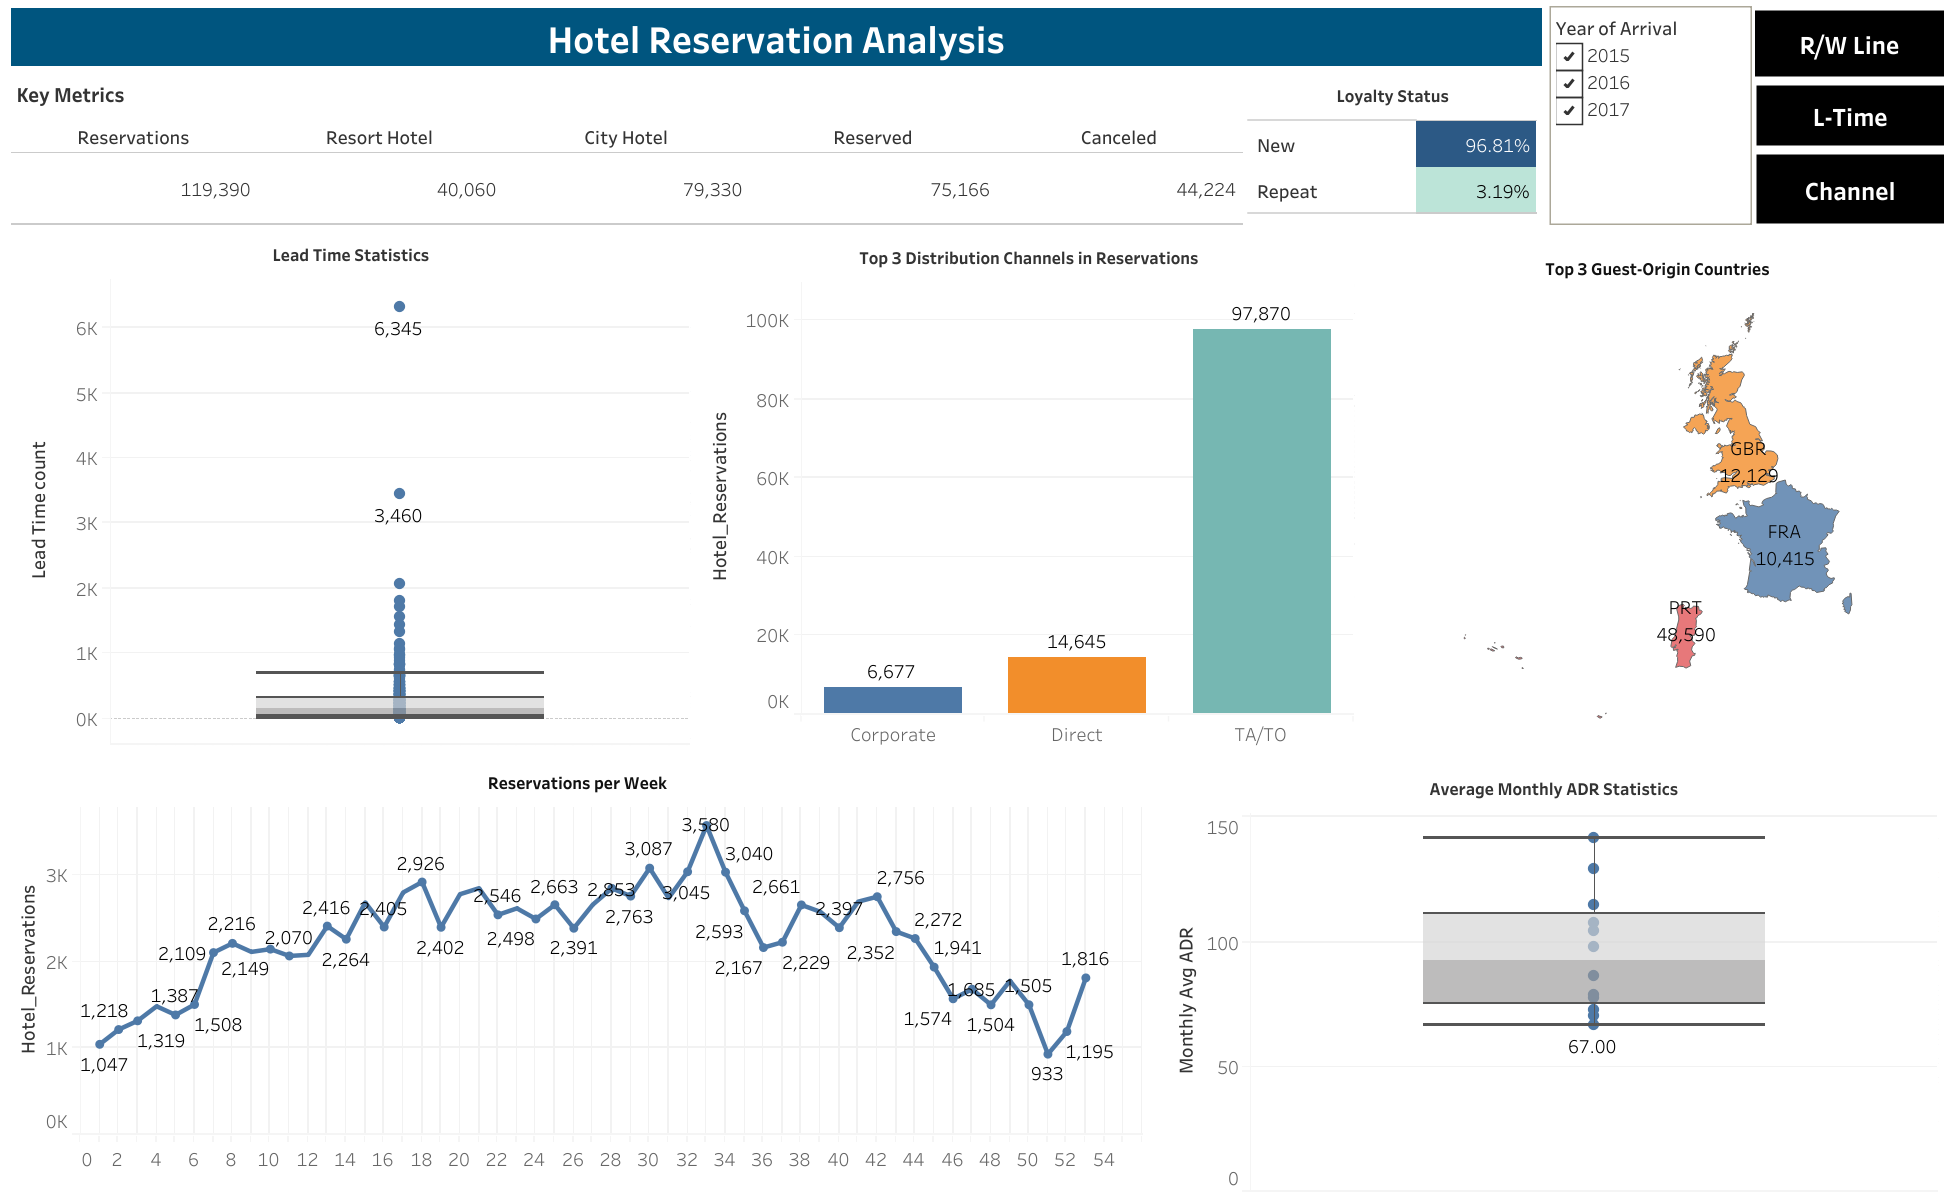 Hotel Reservation Analysis
Year of Arrival
2015
2016
2017
R/W Line
L-Time
Channel
Key Metrics
Reservations Resort Hotel City Hotel Reserved Canceled
119,390 40,060 79,330 75,166 44,224
Loyalty Status
New 96.81%
Repeat 3.19%
Lead Time Statistics
Lead Time count
6K
5K
4K
3K
2K
1K
0K
6,345
3,460
Top 3 Distribution Channels in Reservations
Hotel_Reservations
100K
80K
60K
40K
20K
0K
6,677
14,645
97,870
Corporate Direct TA/TO
Top 3 Guest-Origin Countries
GBR
12,129
FRA
10,415
PRT
48,590
Reservations per Week
Hotel_Reservations
3K
2K
1K
0K
1,047
1,218
1,319
1,387
1,508
2,109
2,216
2,149
2,070
2,416
2,264
2,405
2,926
2,402
2,546
2,498
2,663
2,391
2,853
2,763
3,087
3,045
3,580
3,040
2,593
2,167
2,661
2,229
2,397
2,352
2,756
2,272
1,941
1,574
1,685
1,504
1,505
933
1,195
1,816
0 2 4 6 8 10 12 14 16 18 20 22 24 26 28 30 32 34 36 38 40 42 44 46 48 50 52 54
Average Monthly ADR Statistics
Monthly Avg ADR
150
100
50
0
67.00